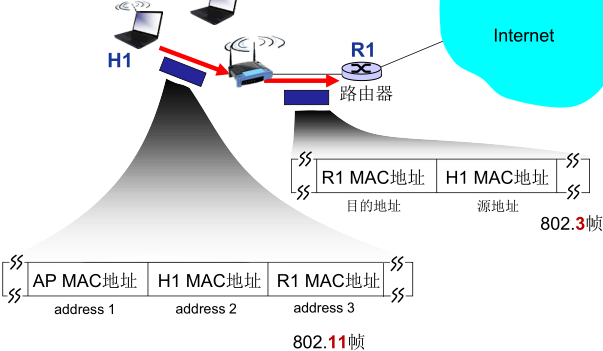 Internet
R1
H1
路由器
R1 MAC地址 H1 MAC地址
目的地址 源地址
802.3帧
AP MAC地址 H1 MAC地址 R1 MAC地址
address 1 address 2 address 3
802.11帧